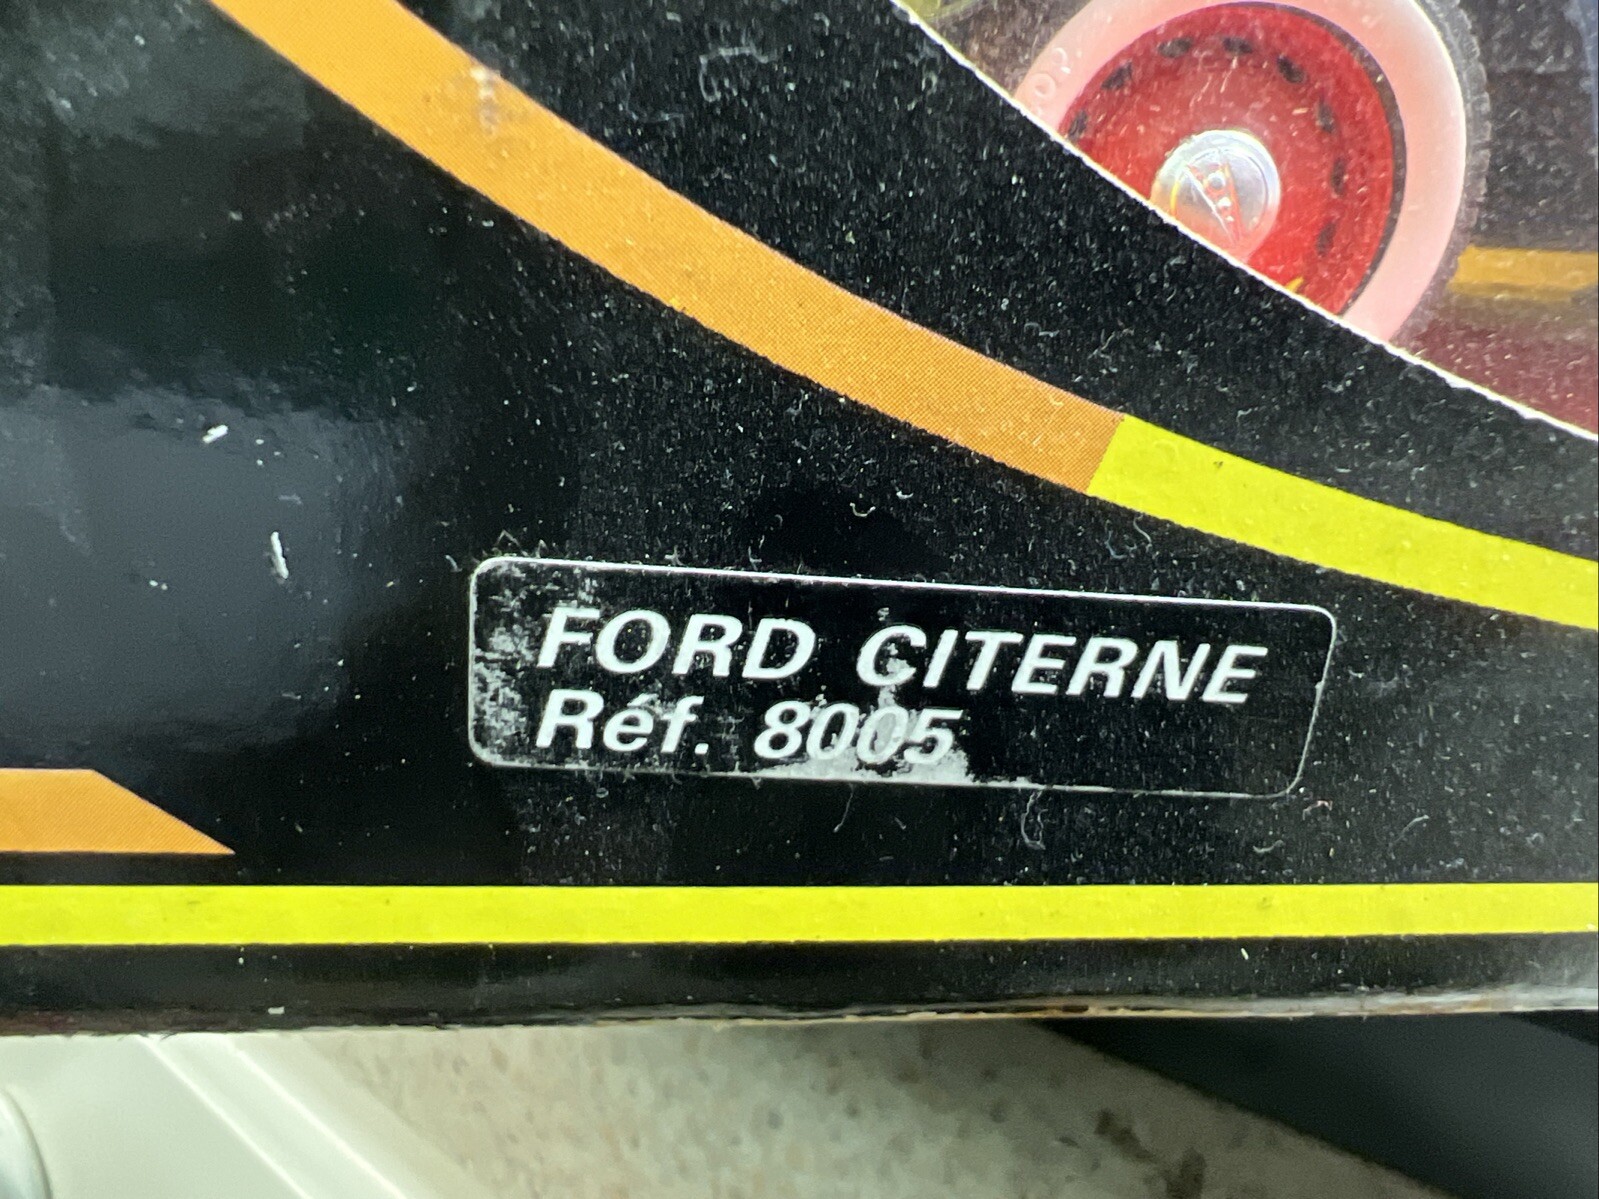 FORD CITERNE
Réf. 8005